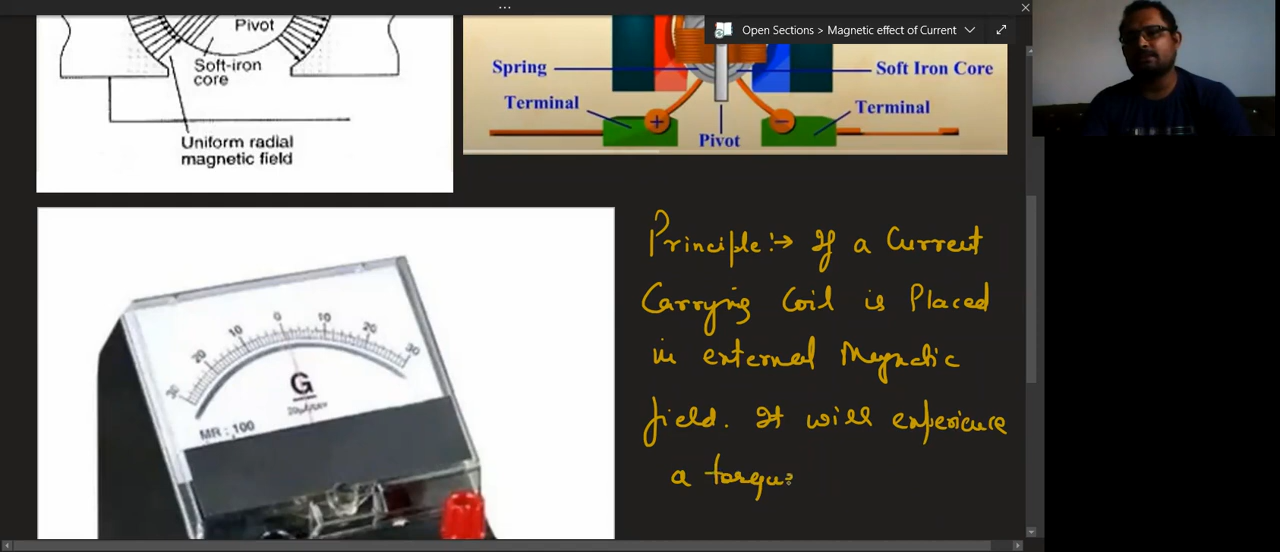 Pivot
Soft-iron
core
Uniform radial
magnetic field
Open Sections > Magnetic effect of Current
Spring
Soft Iron Core
Terminal
Terminal
+
−
Pivot
30 20 10 0 10 20 30
G
MR : 100
Principle:→ If a Current
Carrying Coil is Placed
in external Magnetic
field. It will experience
a torque